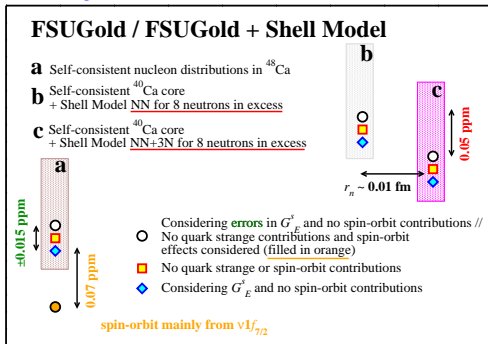 FSUGold / FSUGold + Shell Model
a Self-consistent nucleon distributions in ⁴⁸Ca
b Self-consistent ⁴⁰Ca core
+ Shell Model NN for 8 neutrons in excess
c Self-consistent ⁴⁰Ca core
+ Shell Model NN+3N for 8 neutrons in excess
b
c
0.05 ppm
rₙ ~ 0.01 fm
a
±0.015 ppm
0.07 ppm
Considering errors in Gˢ_E and no spin-orbit contributions //
No quark strange contributions and spin-orbit
effects considered (filled in orange)
No quark strange or spin-orbit contributions
Considering Gˢ_E and no spin-orbit contributions
spin-orbit mainly from ν1f₇/₂